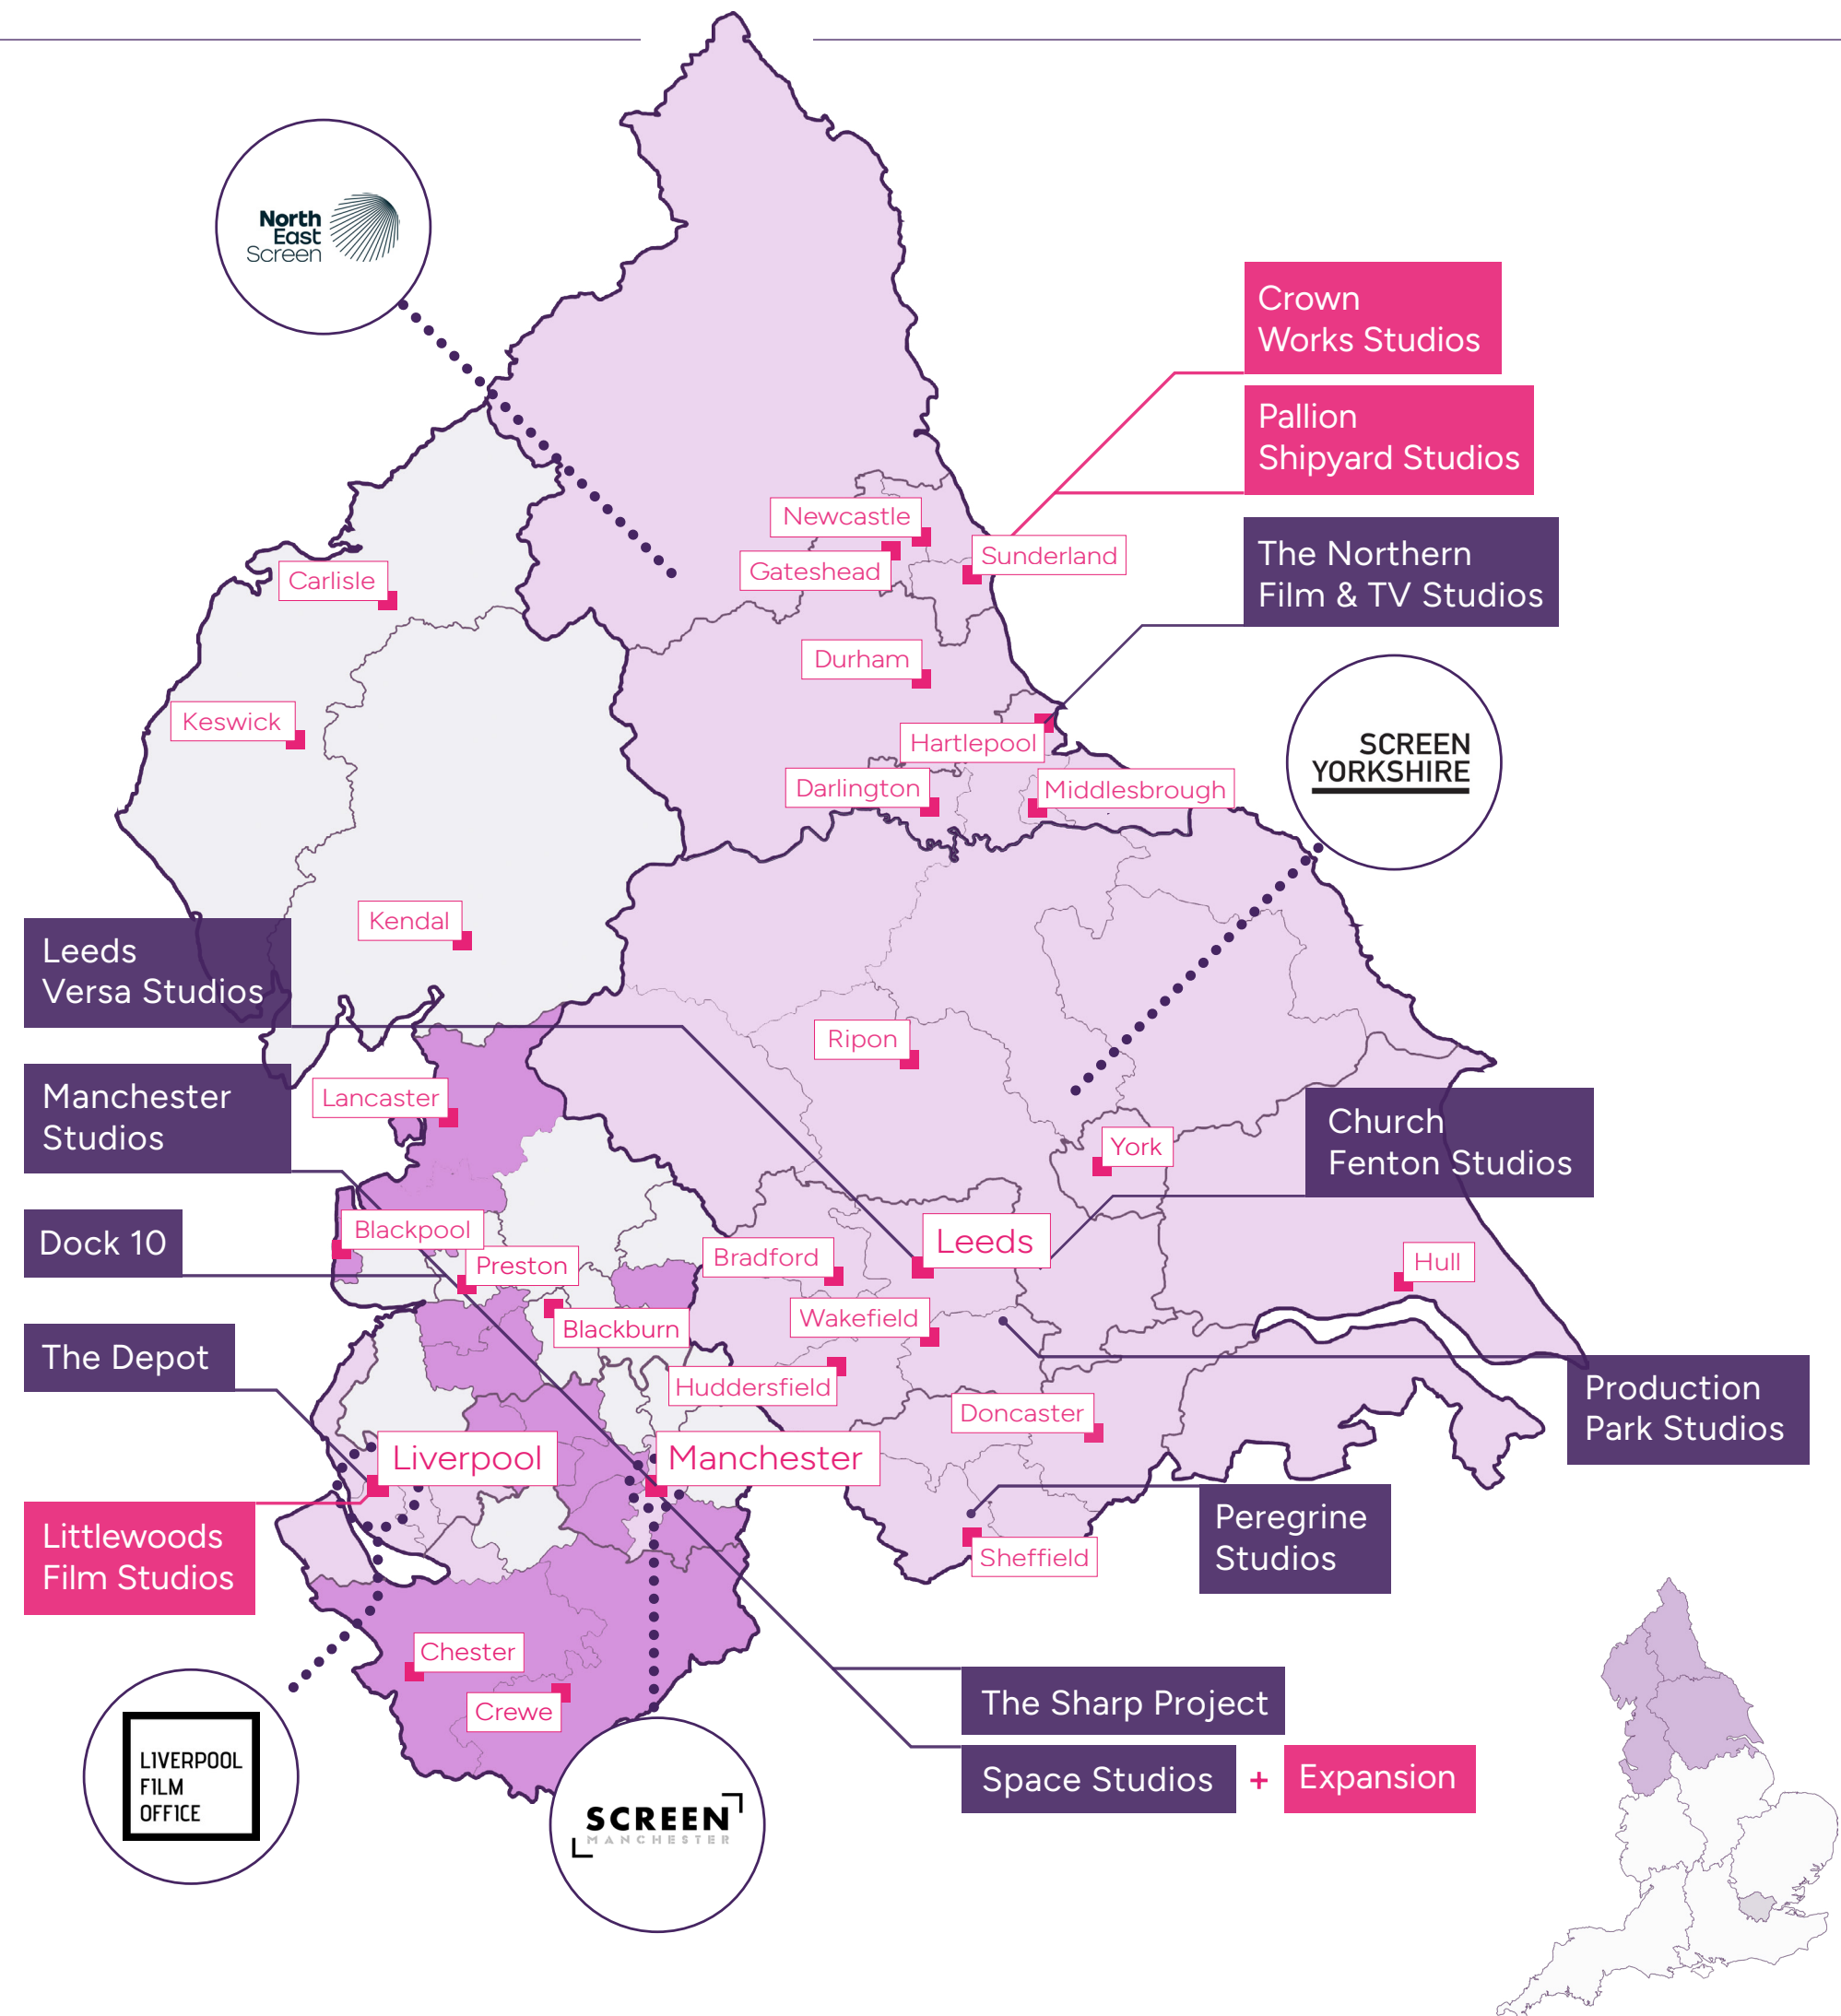 North
East
Screen
Crown
Works Studios
Pallion
Shipyard Studios
Newcastle
The Northern
Film & TV Studios
Sunderland
Gateshead
Carlisle
Durham
Keswick
Hartlepool
SCREEN
YORKSHIRE
Darlington
Middlesbrough
Kendal
Leeds
Versa Studios
Ripon
Lancaster
Manchester
Studios
Church
Fenton Studios
York
Blackpool
Dock 10
Leeds
Bradford
Preston
Hull
Wakefield
Blackburn
The Depot
Huddersfield
Production
Park Studios
Doncaster
Liverpool
Manchester
Littlewoods
Film Studios
Peregrine
Studios
Sheffield
Chester
Crewe
The Sharp Project
LIVERPOOL
FILM
OFFICE
Space Studios + Expansion
SCREEN
MANCHESTER